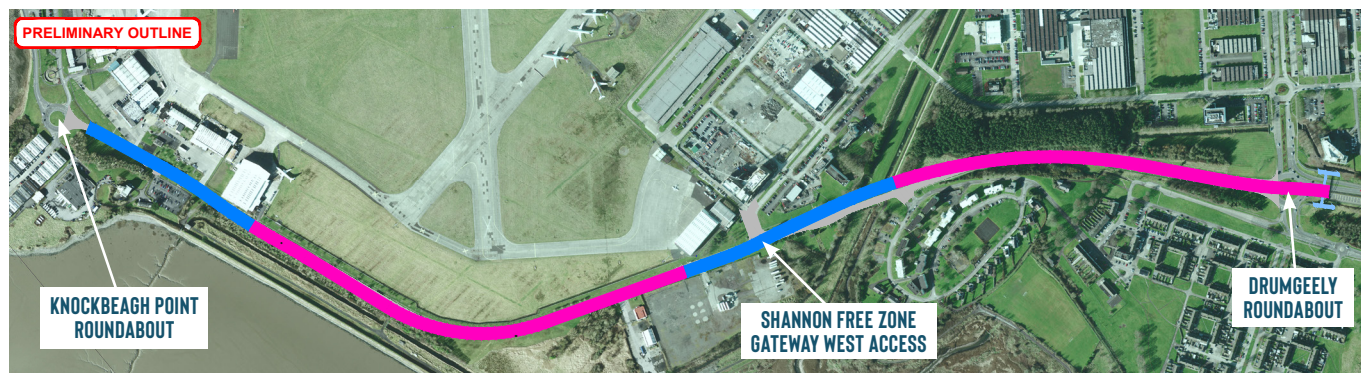 PRELIMINARY OUTLINE
KNOCKBEAGH POINT
ROUNDABOUT
SHANNON FREE ZONE
GATEWAY WEST ACCESS
DRUMGEELY
ROUNDABOUT